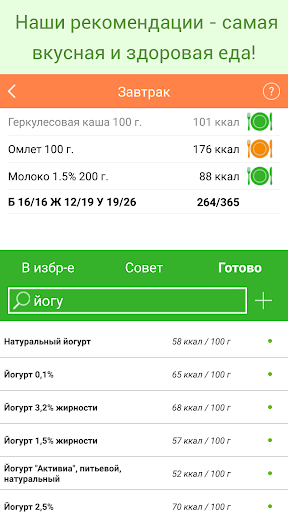 Наши рекомендации - самая
вкусная и здоровая еда!
Завтрак
?
Геркулесовая каша 100 г. 101 ккал
Омлет 100 г. 176 ккал
Молоко 1.5% 200 г. 88 ккал
Б 16/16 Ж 12/19 У 19/26 264/365
В избр-е Совет Готово
йогу
Натуральный йогурт 58 ккал / 100 г
Йогурт 0,1% 65 ккал / 100 г
Йогурт 3,2% жирности 68 ккал / 100 г
Йогурт 1,5% жирности 57 ккал / 100 г
Йогурт "Активиа", питьевой,
натуральный 52 ккал / 100 г
Йогурт 2,5% 70 ккал / 100 г